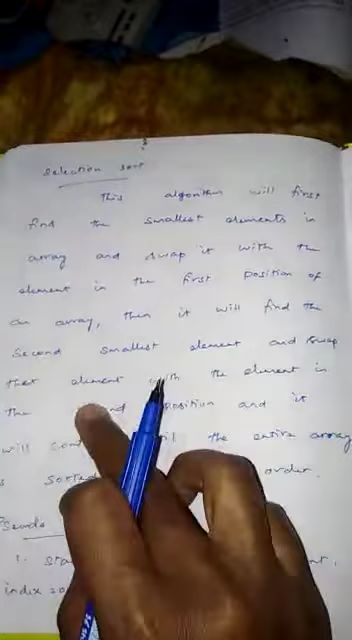 Selection sort
This algorithm will first
find the smallest elements in
array and swap it with the
element in the first position of
an array, then it will find the
second smallest element and swap
that element with the element in
the position and it
will the entire array
sorted order.
1.
index